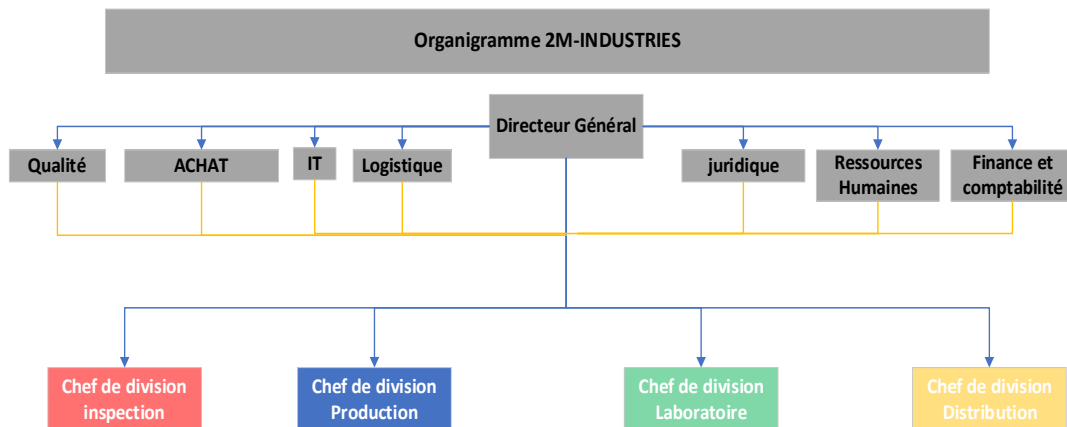 Organigramme 2M-INDUSTRIES
Directeur Général
Qualité
ACHAT
IT
Logistique
juridique
Ressources
Humaines
Finance et
comptabilité
Chef de division
inspection
Chef de division
Production
Chef de division
Laboratoire
Chef de division
Distribution